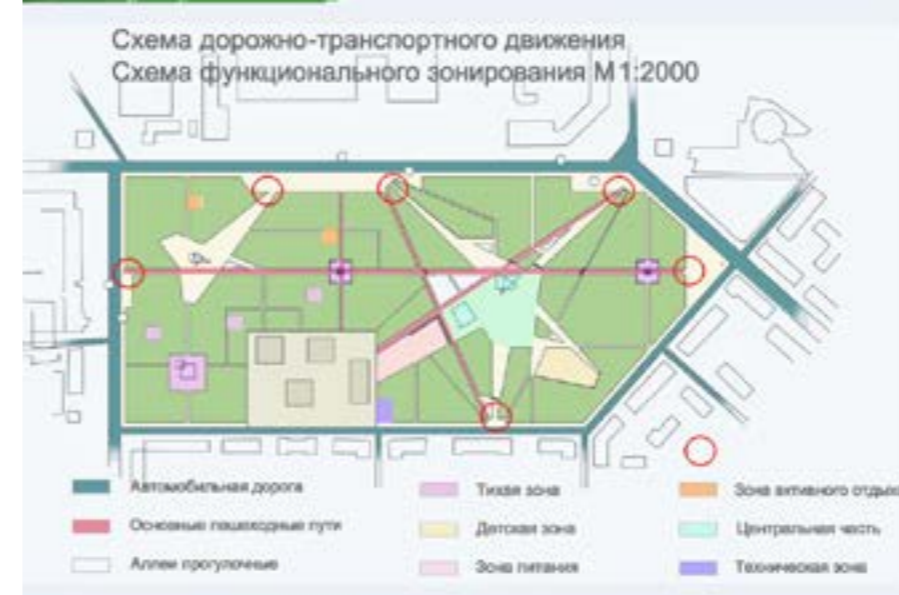 Схема дорожно-транспортного движения
Схема функционального зонирования М1:2000
Автомобильная дорога
Тихая зона
Зона активного отдыха
Основные пешеходные пути
Детская зона
Центральная часть
Аллеи прогулочные
Зона питания
Техническая зона